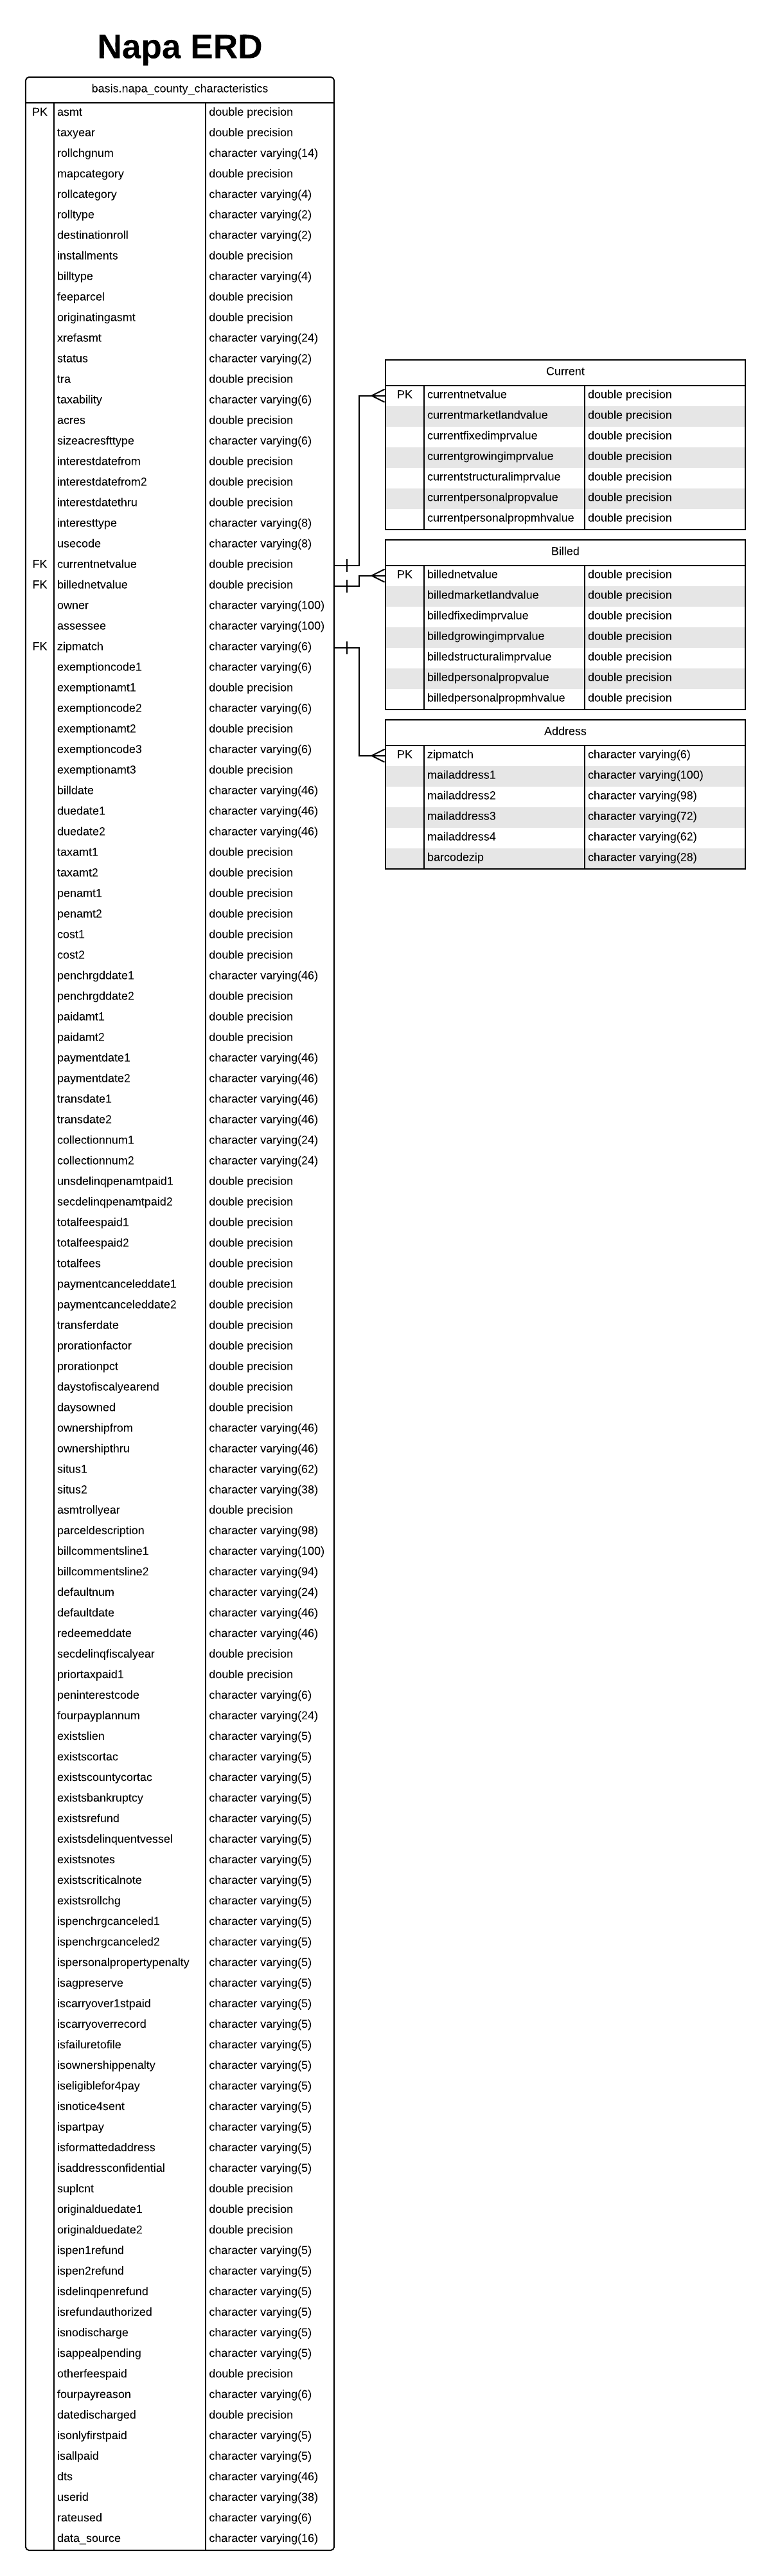 Napa ERD
basis.napa_county_characteristics
PK asmt double precision
taxyear double precision
rollchgnum character varying(14)
mapcategory double precision
rollcategory character varying(4)
rolltype character varying(2)
destinationroll character varying(2)
installments double precision
billtype character varying(4)
feeparcel double precision
originatingasmt double precision
xrefasmt character varying(24)
status character varying(2)
tra double precision
taxability character varying(6)
acres double precision
sizeacresfttype character varying(6)
interestdatefrom double precision
interestdatefrom2 double precision
interestdatethru double precision
interesttype character varying(8)
usecode character varying(8)
FK currentnetvalue double precision
FK billednetvalue double precision
owner character varying(100)
assessee character varying(100)
FK zipmatch character varying(6)
exemptioncode1 character varying(6)
exemptionamt1 double precision
exemptioncode2 character varying(6)
exemptionamt2 double precision
exemptioncode3 character varying(6)
exemptionamt3 double precision
billdate character varying(46)
duedate1 character varying(46)
duedate2 character varying(46)
taxamt1 double precision
taxamt2 double precision
penamt1 double precision
penamt2 double precision
cost1 double precision
cost2 double precision
penchrgddate1 character varying(46)
penchrgddate2 double precision
paidamt1 double precision
paidamt2 double precision
paymentdate1 character varying(46)
paymentdate2 character varying(46)
transdate1 character varying(46)
transdate2 character varying(46)
collectionnum1 character varying(24)
collectionnum2 character varying(24)
unsdelinqpenamtpaid1 double precision
secdelinqpenamtpaid2 double precision
totalfeespaid1 double precision
totalfeespaid2 double precision
totalfees double precision
paymentcanceleddate1 double precision
paymentcanceleddate2 double precision
transferdate double precision
prorationfactor double precision
prorationpct double precision
daystofiscalyearend double precision
daysowned double precision
ownershipfrom character varying(46)
ownershipthru character varying(46)
situs1 character varying(62)
situs2 character varying(38)
asmtrollyear double precision
parceldescription character varying(98)
billcommentsline1 character varying(100)
billcommentsline2 character varying(94)
defaultnum character varying(24)
defaultdate character varying(46)
redeemeddate character varying(46)
secdelinqfiscalyear double precision
priortaxpaid1 double precision
peninterestcode character varying(6)
fourpayplannum character varying(24)
existslien character varying(5)
existscortac character varying(5)
existscountycortac character varying(5)
existsbankruptcy character varying(5)
existsrefund character varying(5)
existsdelinquentvessel character varying(5)
existsnotes character varying(5)
existscriticalnote character varying(5)
existsrollchg character varying(5)
ispenchrgcanceled1 character varying(5)
ispenchrgcanceled2 character varying(5)
ispersonalpropertypenalty character varying(5)
isagpreserve character varying(5)
iscarryover1stpaid character varying(5)
iscarryoverrecord character varying(5)
isfailuretofile character varying(5)
isownershippenalty character varying(5)
iseligiblefor4pay character varying(5)
isnotice4sent character varying(5)
ispartpay character varying(5)
isformattedaddress character varying(5)
isaddressconfidential character varying(5)
suplcnt double precision
originalduedate1 double precision
originalduedate2 double precision
ispen1refund character varying(5)
ispen2refund character varying(5)
isdelinqpenrefund character varying(5)
isrefundauthorized character varying(5)
isnodischarge character varying(5)
isappealpending character varying(5)
otherfeespaid double precision
fourpayreason character varying(6)
datedischarged double precision
isonlyfirstpaid character varying(5)
isallpaid character varying(5)
dts character varying(46)
userid character varying(38)
rateused character varying(6)
data_source character varying(16)
Current
PK currentnetvalue double precision
currentmarketlandvalue double precision
currentfixedimprvalue double precision
currentgrowingimprvalue double precision
currentstructuralimprvalue double precision
currentpersonalpropvalue double precision
currentpersonalpropmhvalue double precision
Billed
PK billednetvalue double precision
billedmarketlandvalue double precision
billedfixedimprvalue double precision
billedgrowingimprvalue double precision
billedstructuralimprvalue double precision
billedpersonalpropvalue double precision
billedpersonalpropmhvalue double precision
Address
PK zipmatch character varying(6)
mailaddress1 character varying(100)
mailaddress2 character varying(98)
mailaddress3 character varying(72)
mailaddress4 character varying(62)
barcodezip character varying(28)